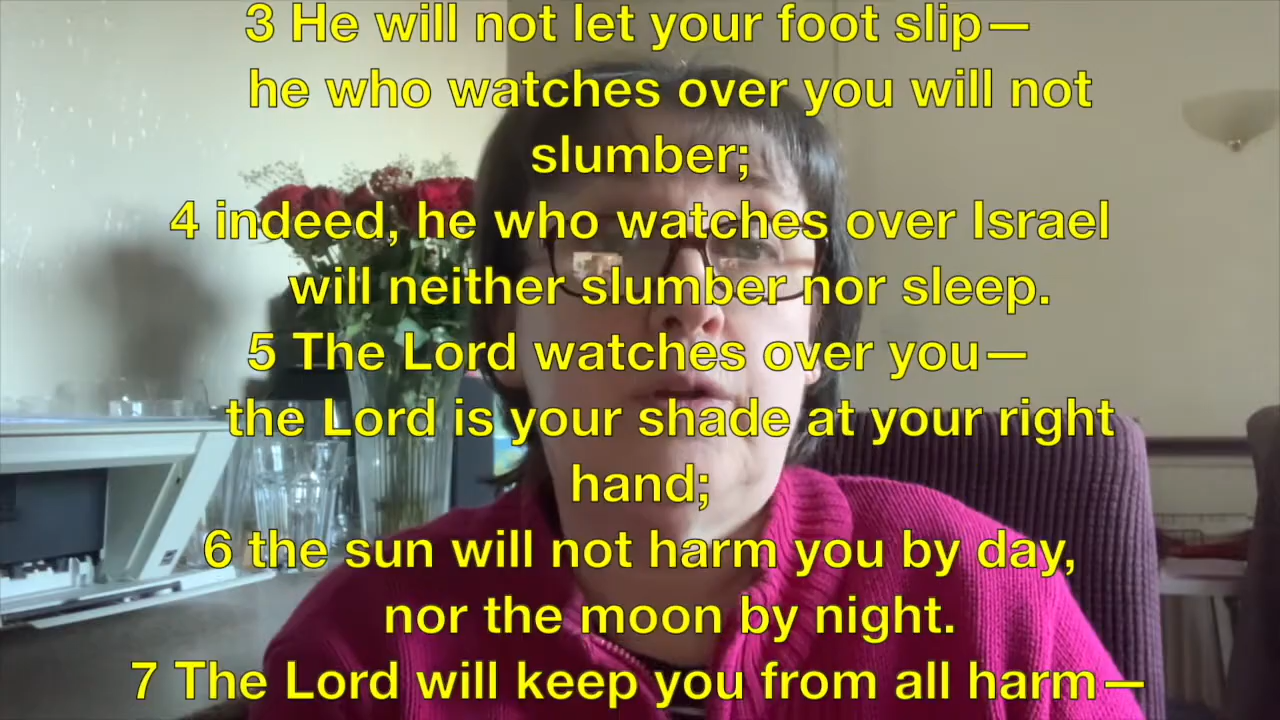 3 He will not let your foot slip—
he who watches over you will not
slumber;
4 indeed, he who watches over Israel
will neither slumber nor sleep.
5 The Lord watches over you—
the Lord is your shade at your right
hand;
6 the sun will not harm you by day,
nor the moon by night.
7 The Lord will keep you from all harm—